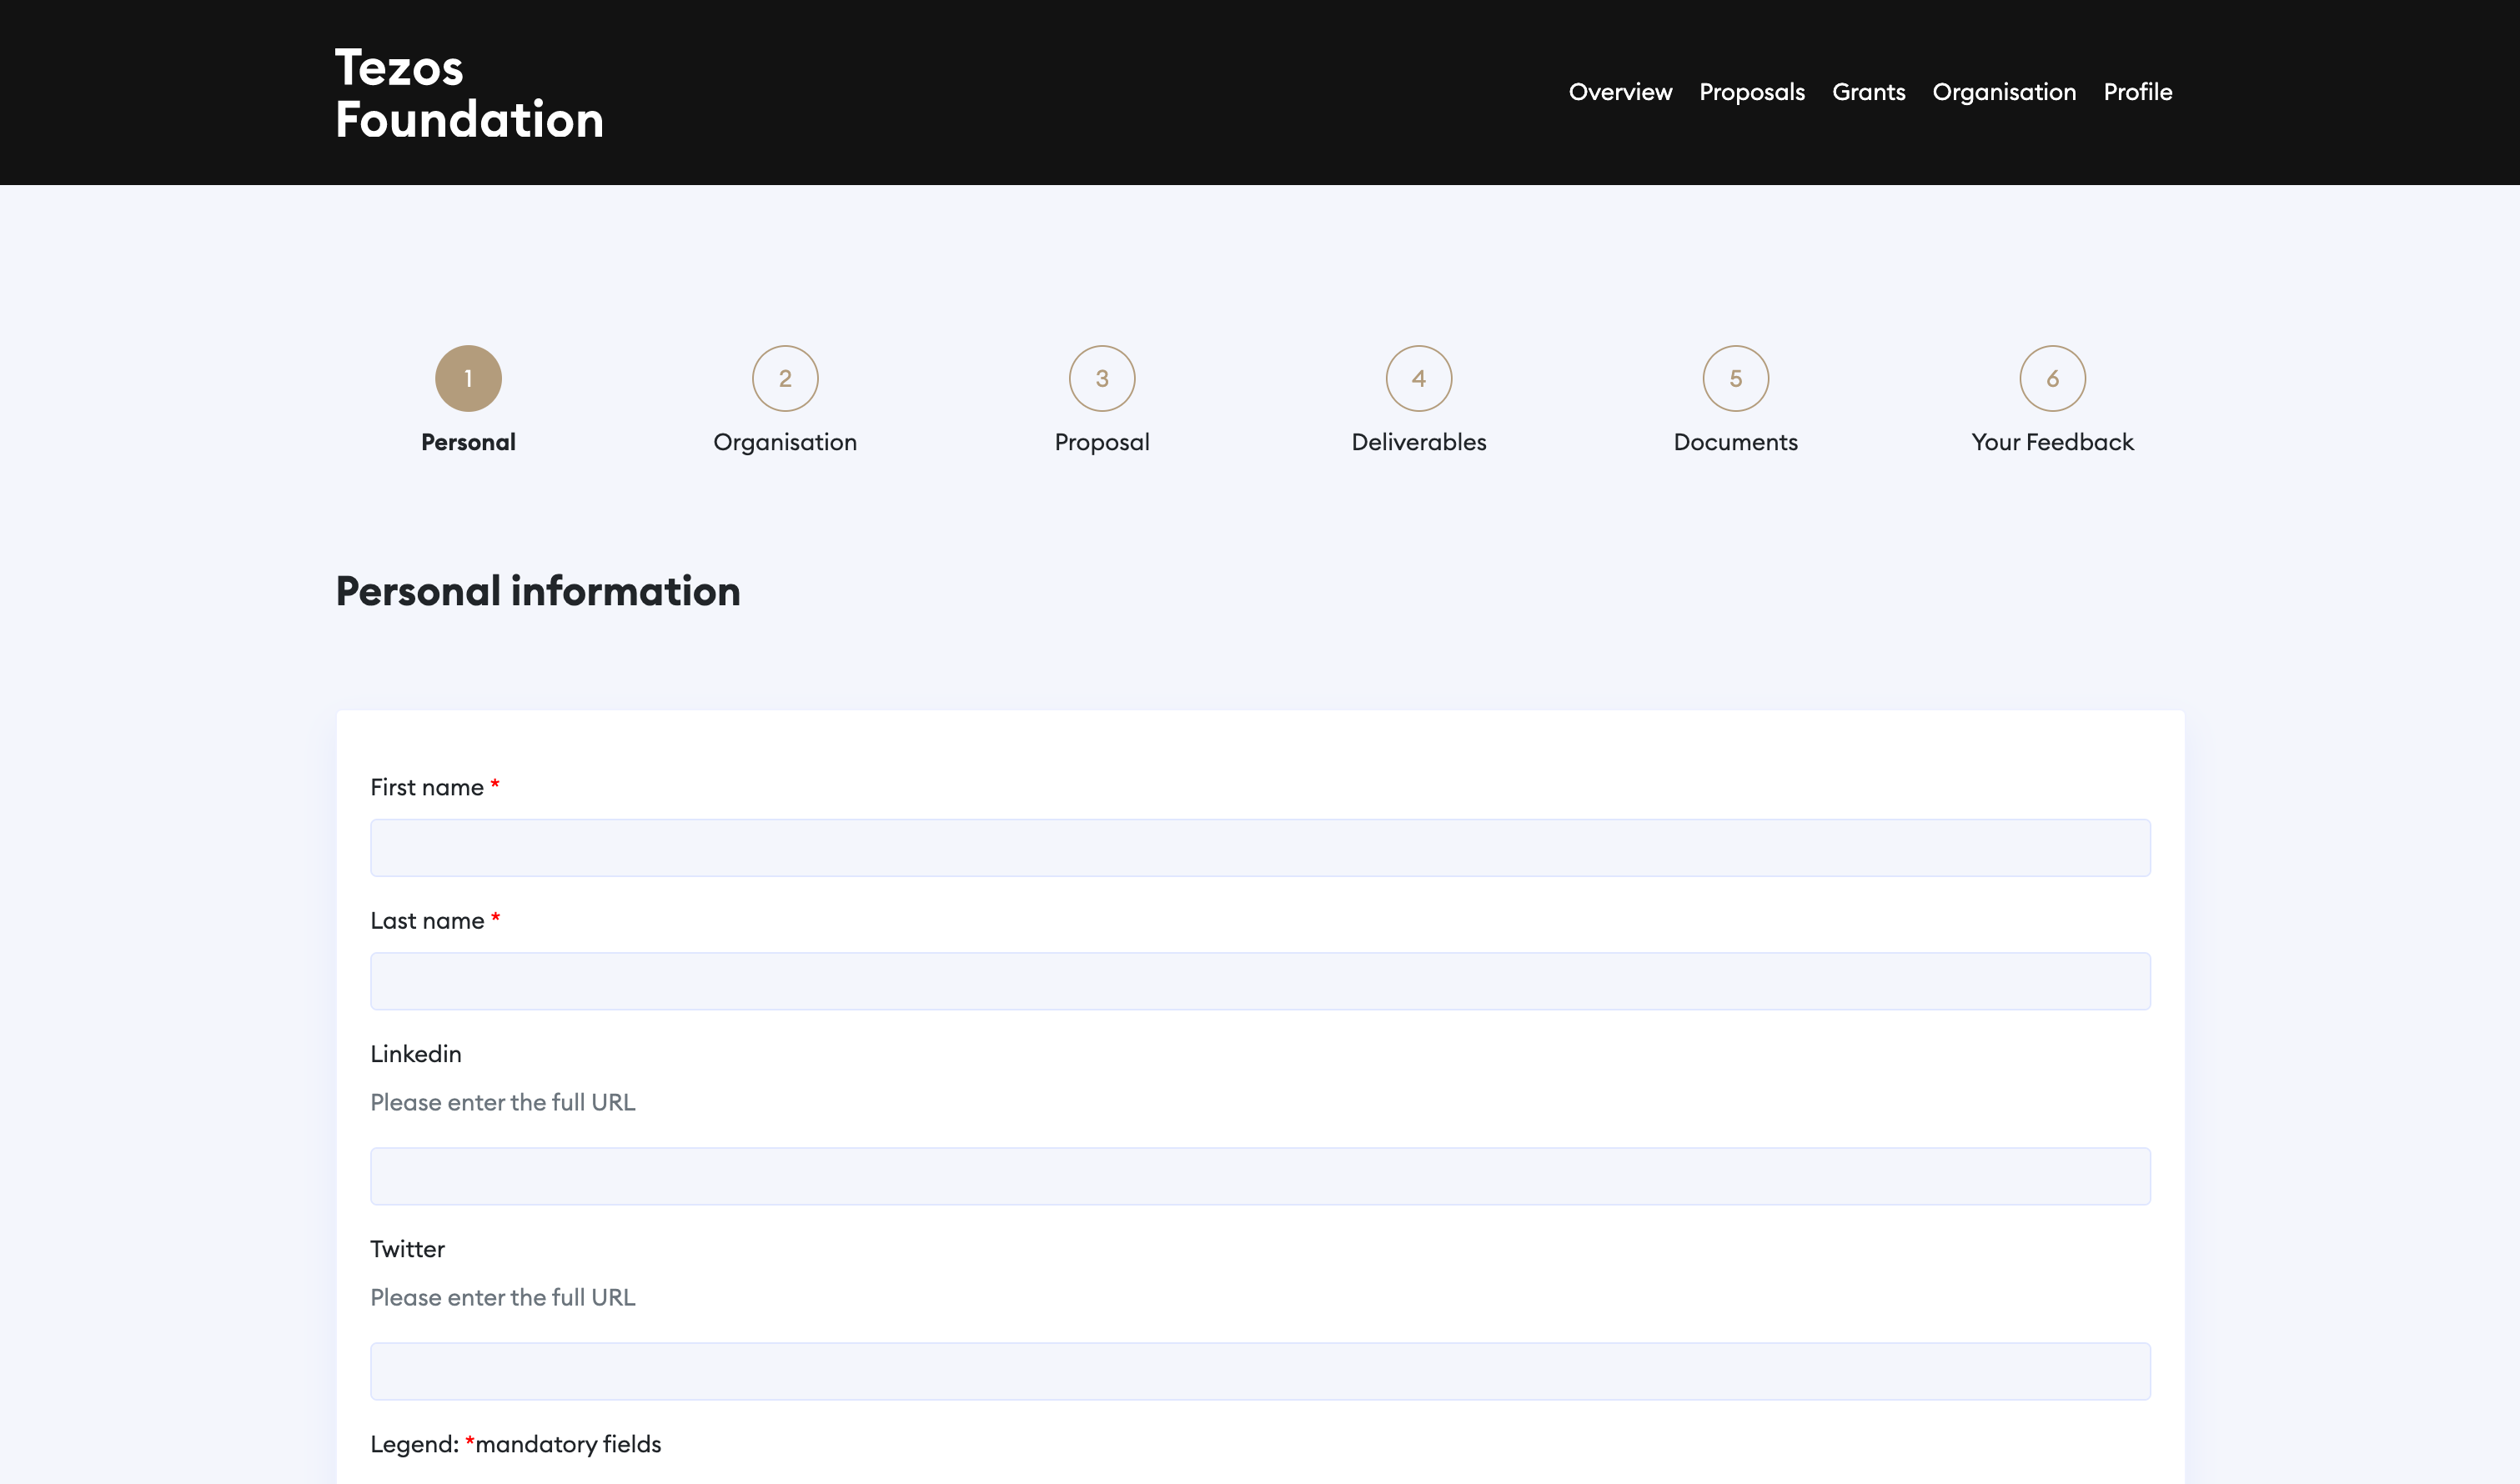 Tezos
Foundation
Overview Proposals Grants Organisation Profile
1 2 3 4 5 6
Personal Organisation Proposal Deliverables Documents Your Feedback
Personal information
First name *
Last name *
Linkedin
Please enter the full URL
Twitter
Please enter the full URL
Legend: *mandatory fields